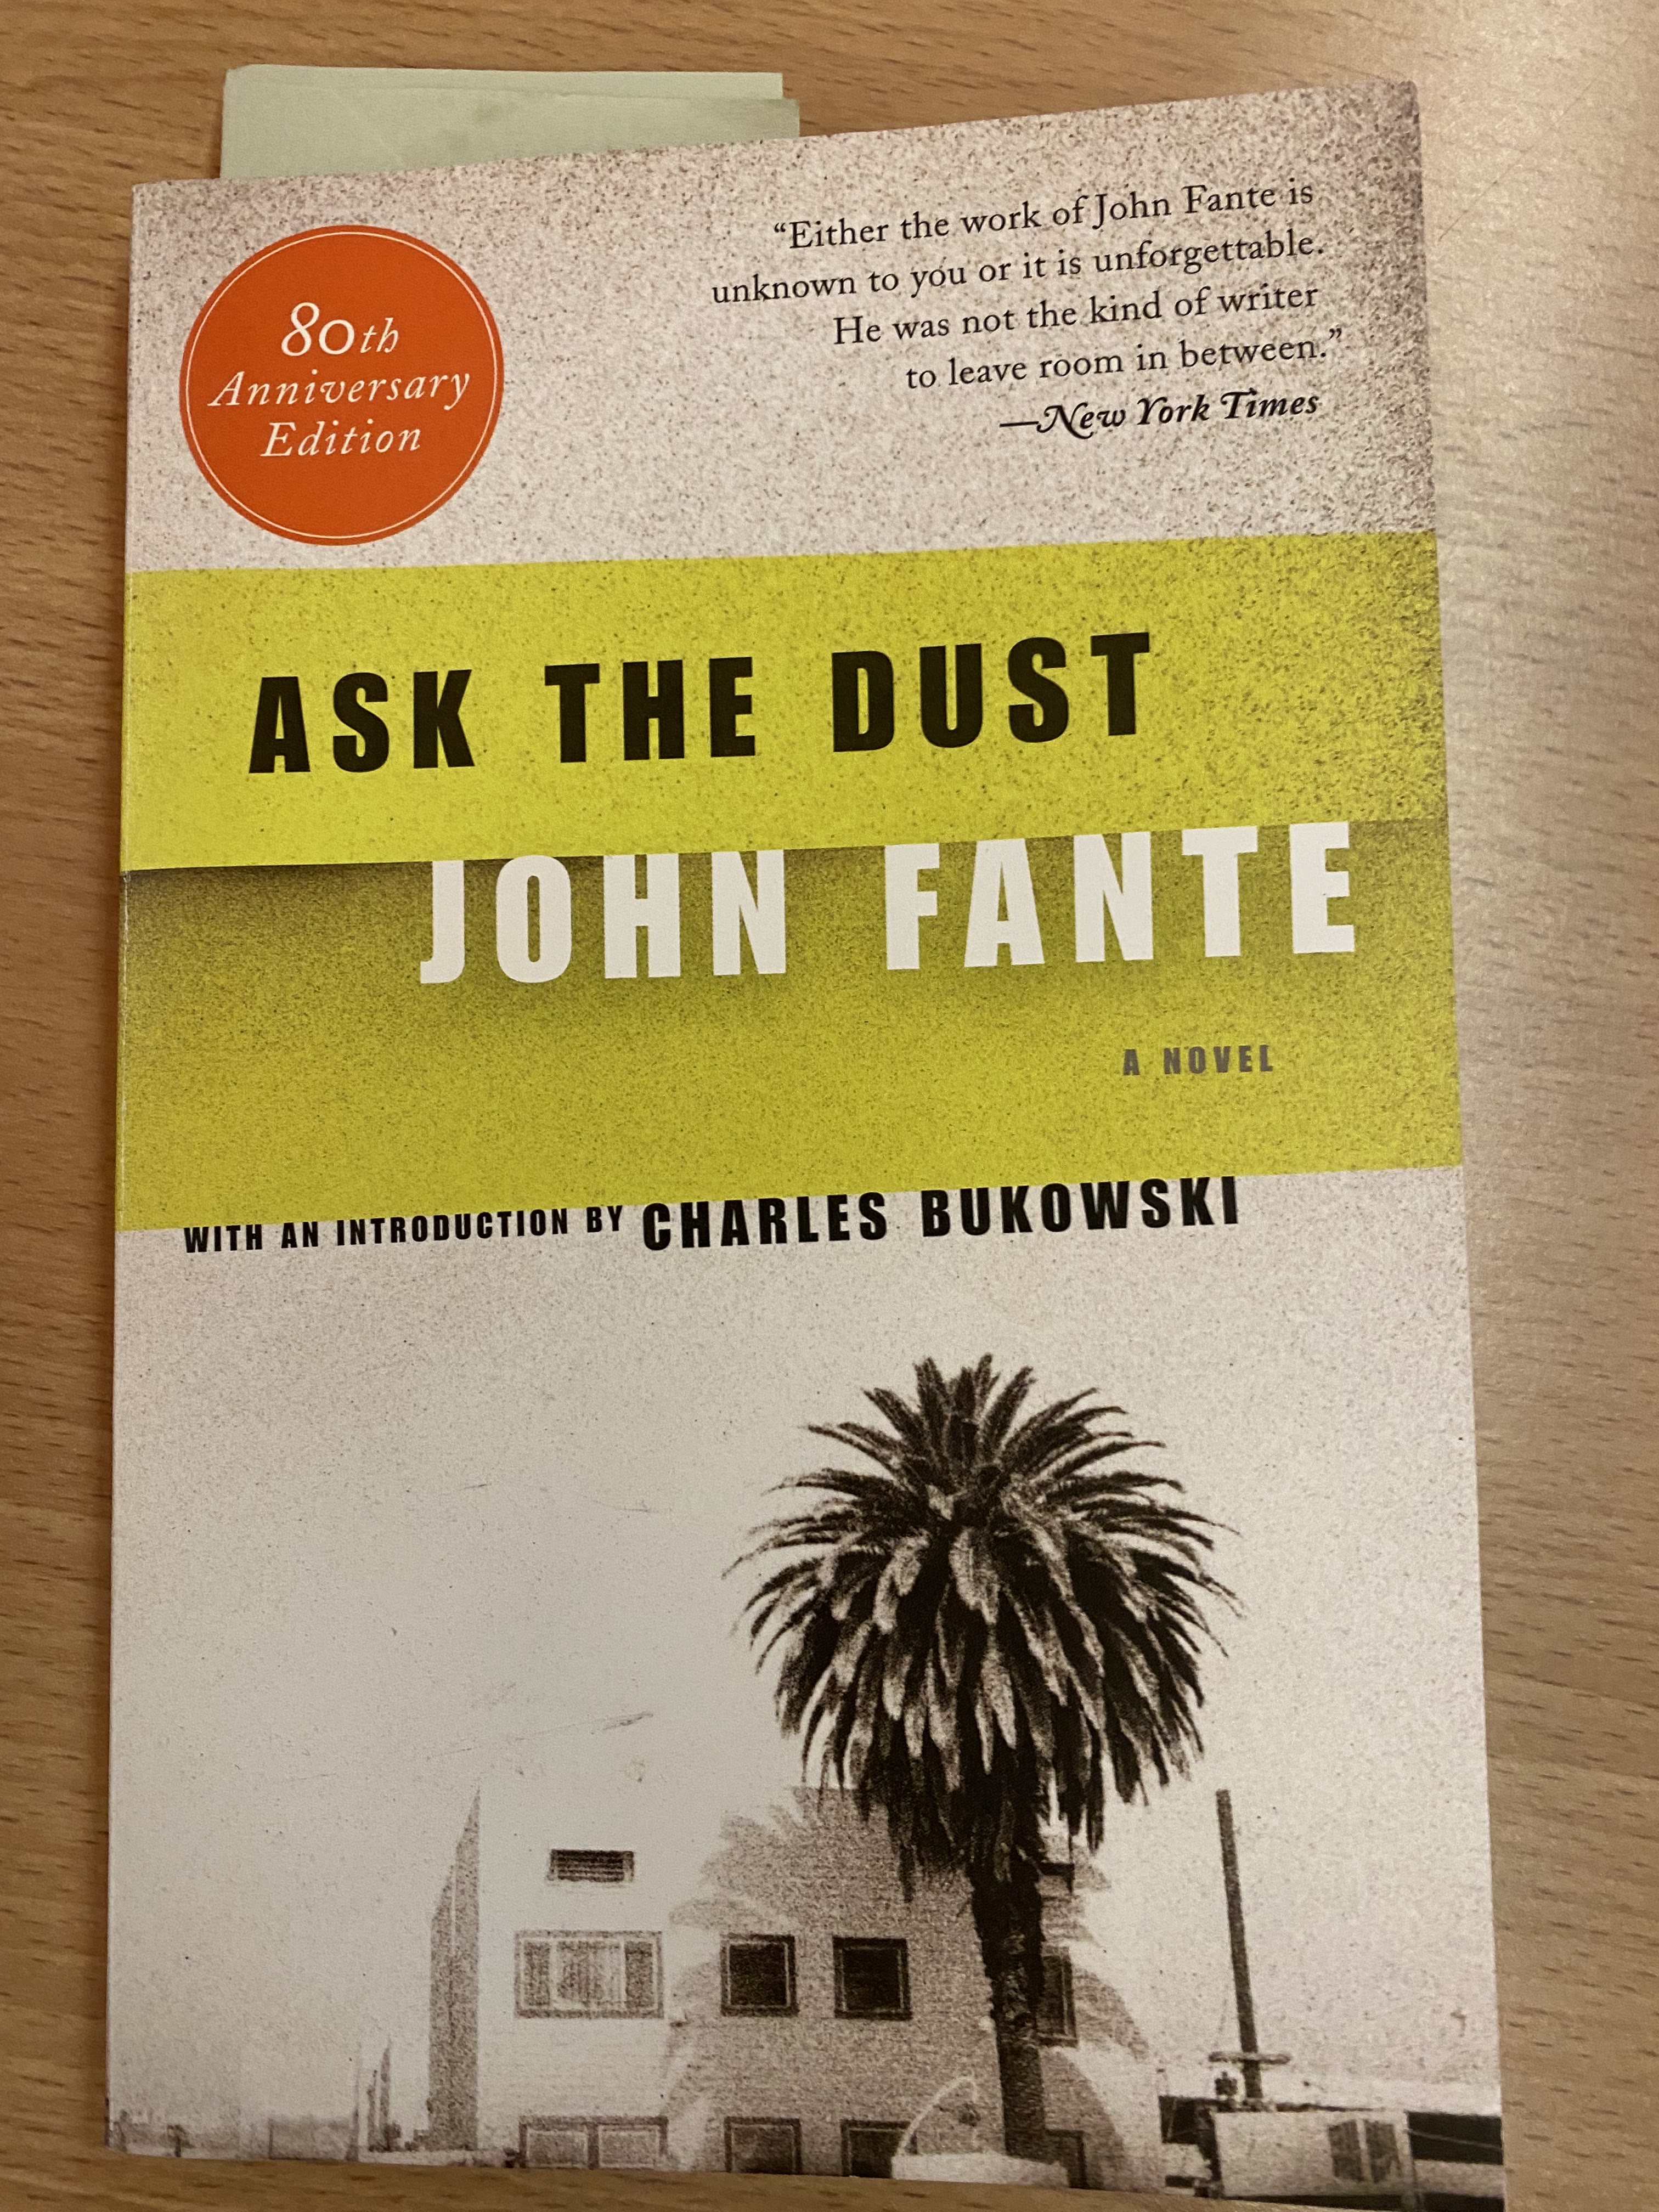 80th
Anniversary
Edition
“Either the work of John Fante is
unknown to you or it is unforgettable.
He was not the kind of writer
to leave room in between.”
—New York Times
ASK THE DUST
JOHN FANTE
A NOVEL
WITH AN INTRODUCTION BY CHARLES BUKOWSKI